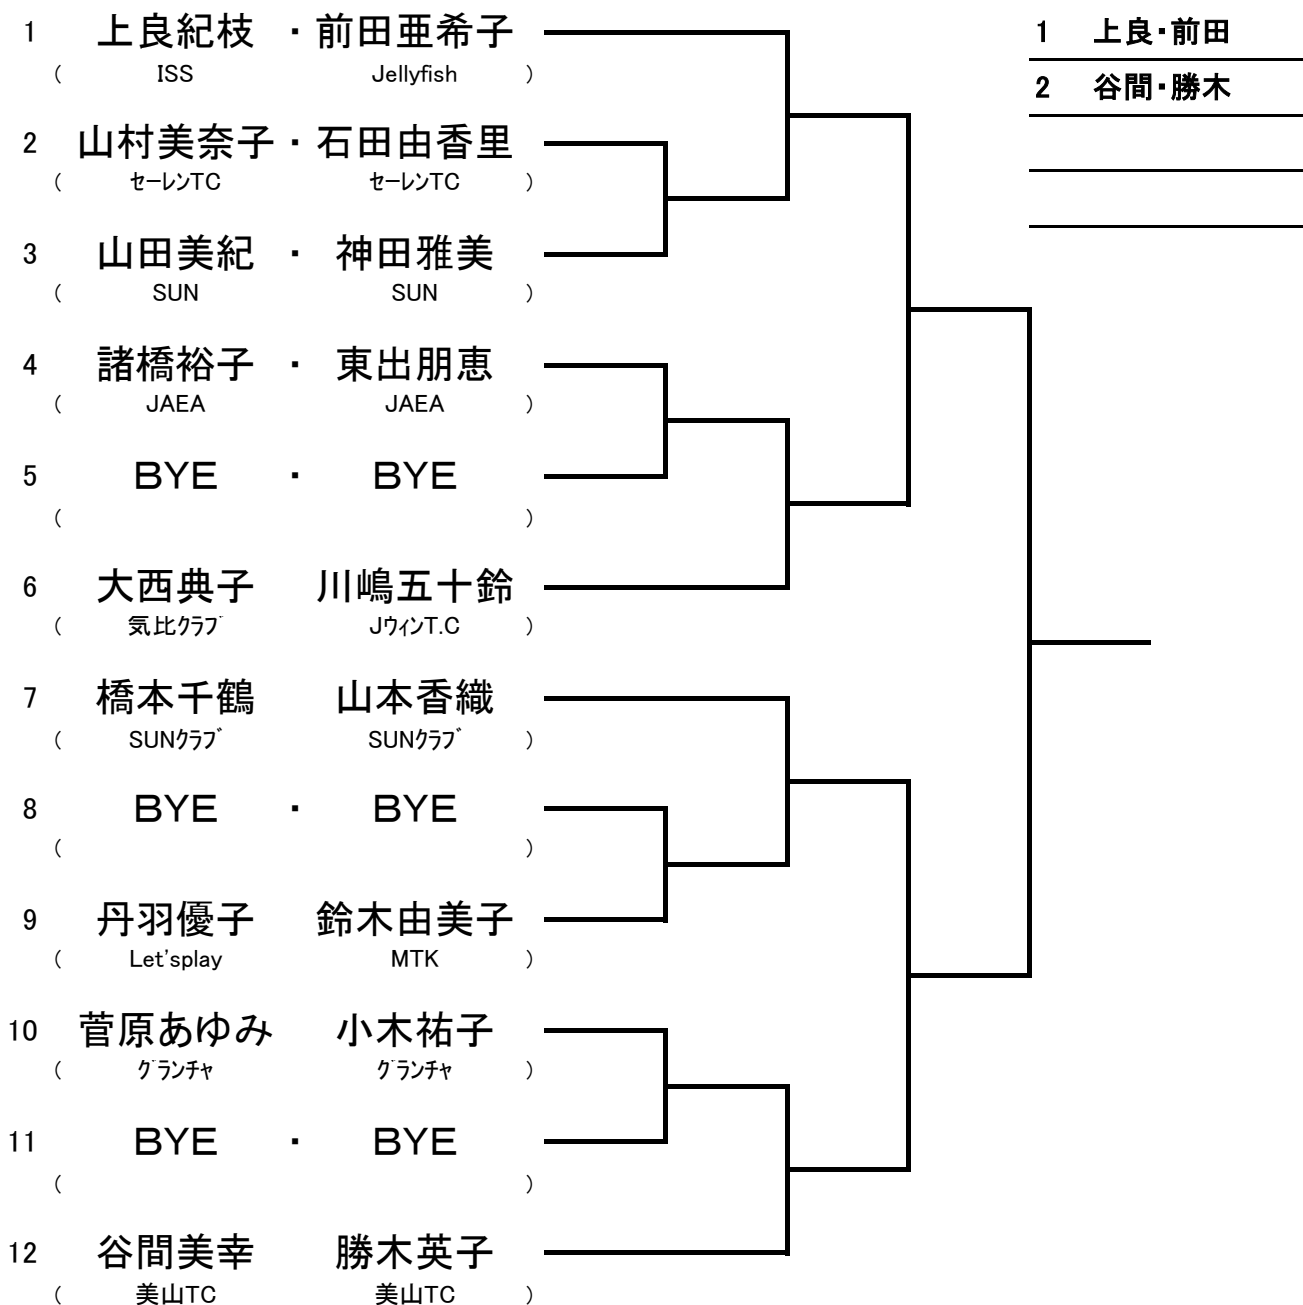 1 上良紀枝 ・ 前田亜希子
( ISS Jellyfish )
2 山村美奈子 ・ 石田由香里
( ｾｰﾚﾝTC ｾｰﾚﾝTC )
3 山田美紀 ・ 神田雅美
( SUN SUN )
4 諸橋裕子 ・ 東出朋恵
( JAEA JAEA )
5 BYE ・ BYE
( )
6 大西典子 川嶋五十鈴
( 気比ｸﾗﾌﾞ JｳｨﾝT.C )
7 橋本千鶴 山本香織
( SUNｸﾗﾌﾞ SUNｸﾗﾌﾞ )
8 BYE ・ BYE
( )
9 丹羽優子 鈴木由美子
( Let'splay MTK )
10 菅原あゆみ 小木祐子
( ｸﾞﾗﾝﾁｬ ｸﾞﾗﾝﾁｬ )
11 BYE ・ BYE
( )
12 谷間美幸 勝木英子
( 美山TC 美山TC )
1 上良・前田
2 谷間・勝木